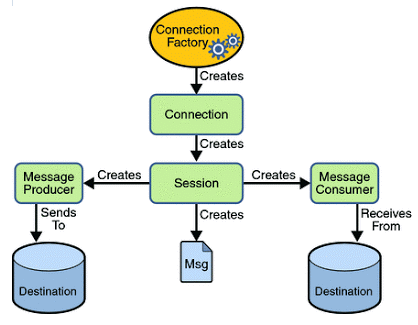 Connection
Factory
Creates
Connection
Creates
Message
Producer
Creates
Session
Creates
Message
Consumer
Sends
To
Creates
Receives
From
Msg
Destination
Destination